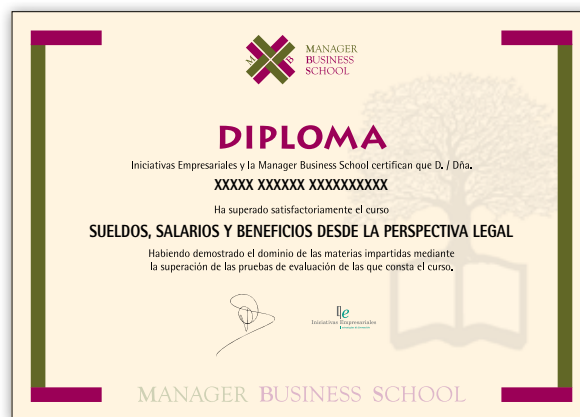 M B
MANAGER
BUSINESS
SCHOOL
DIPLOMA
Iniciativas Empresariales y la Manager Business School certifican que D. / Dña.
XXXXX XXXXXX XXXXXXXXXX
Ha superado satisfactoriamente el curso
SUELDOS, SALARIOS Y BENEFICIOS DESDE LA PERSPECTIVA LEGAL
Habiendo demostrado el dominio de las materias impartidas mediante
la superación de las pruebas de evaluación de las que consta el curso.
Iniciativas Empresariales
MANAGER BUSINESS SCHOOL